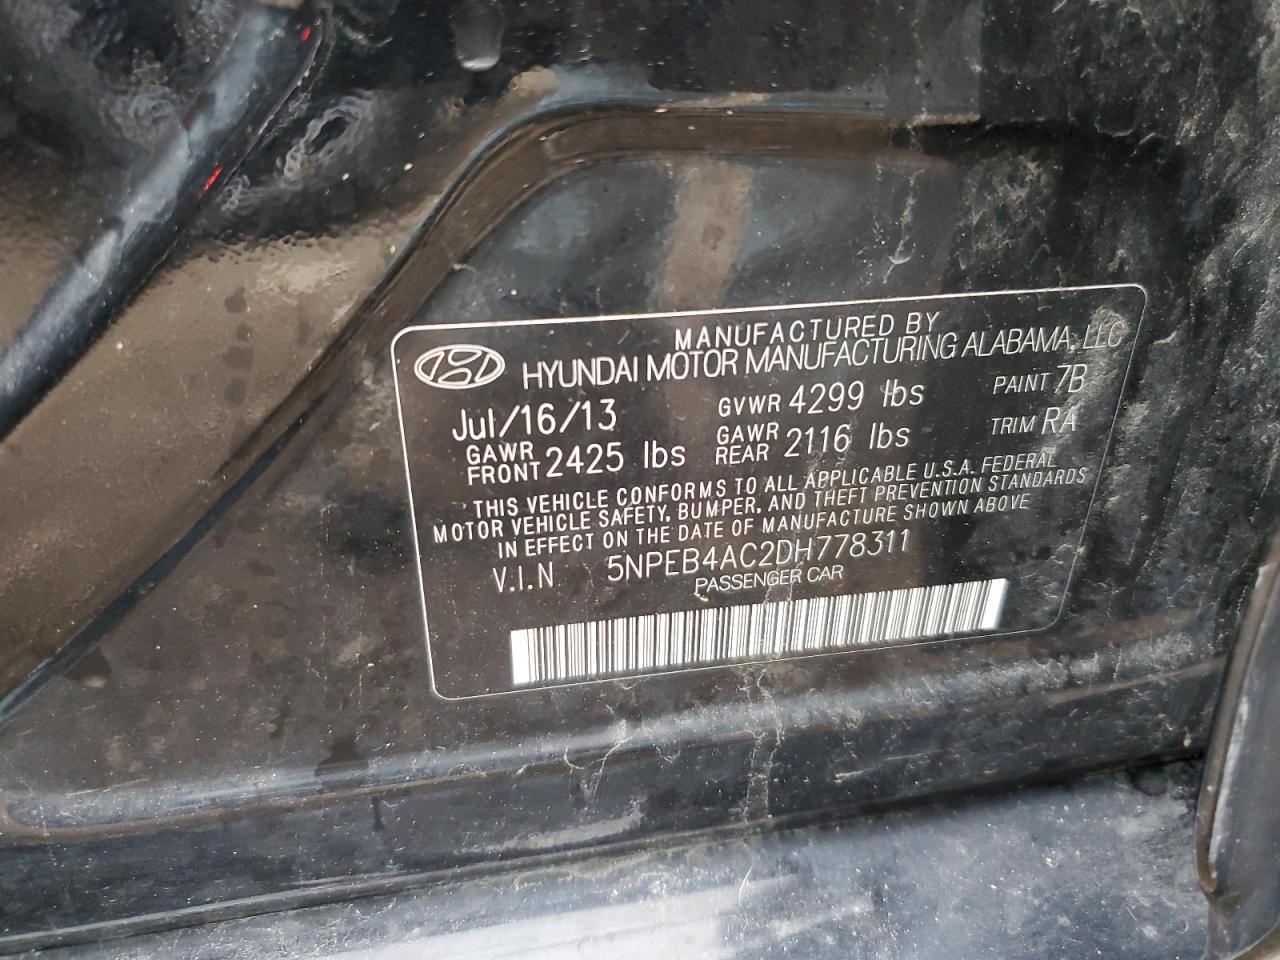 MANUFACTURED BY
HYUNDAI MOTOR MANUFACTURING ALABAMA, LLC
Jul/16/13 GVWR 4299 lbs PAINT 7B
GAWR FRONT 2425 lbs GAWR REAR 2116 lbs TRIM RA
THIS VEHICLE CONFORMS TO ALL APPLICABLE U.S.A. FEDERAL
MOTOR VEHICLE SAFETY, BUMPER, AND THEFT PREVENTION STANDARDS
IN EFFECT ON THE DATE OF MANUFACTURE SHOWN ABOVE
V.I.N. 5NPEB4AC2DH778311
PASSENGER CAR